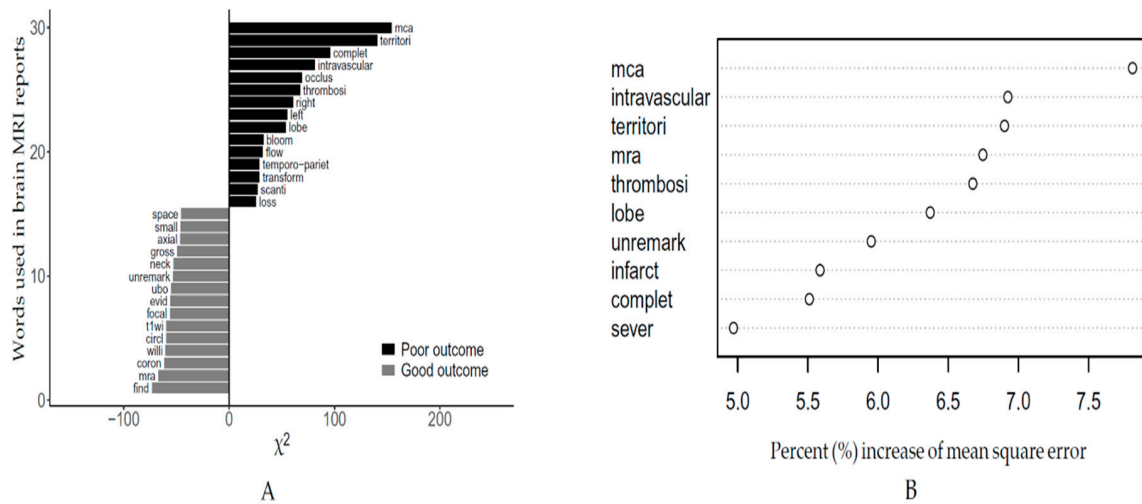 Words used in brain MRI reports
30
20
10
0
mca
territori
complet
intravascular
occlus
thrombosi
right
left
lobe
bloom
flow
temporo−pariet
transform
scanti
loss
space
small
axial
gross
neck
unremark
ubo
evid
focal
t1wi
circl
willi
coron
mra
find
Poor outcome
Good outcome
−100 0 100 200
χ2
A
mca
intravascular
territori
mra
thrombosi
lobe
unremark
infarct
complet
sever
5.0 5.5 6.0 6.5 7.0 7.5
Percent (%) increase of mean square error
B